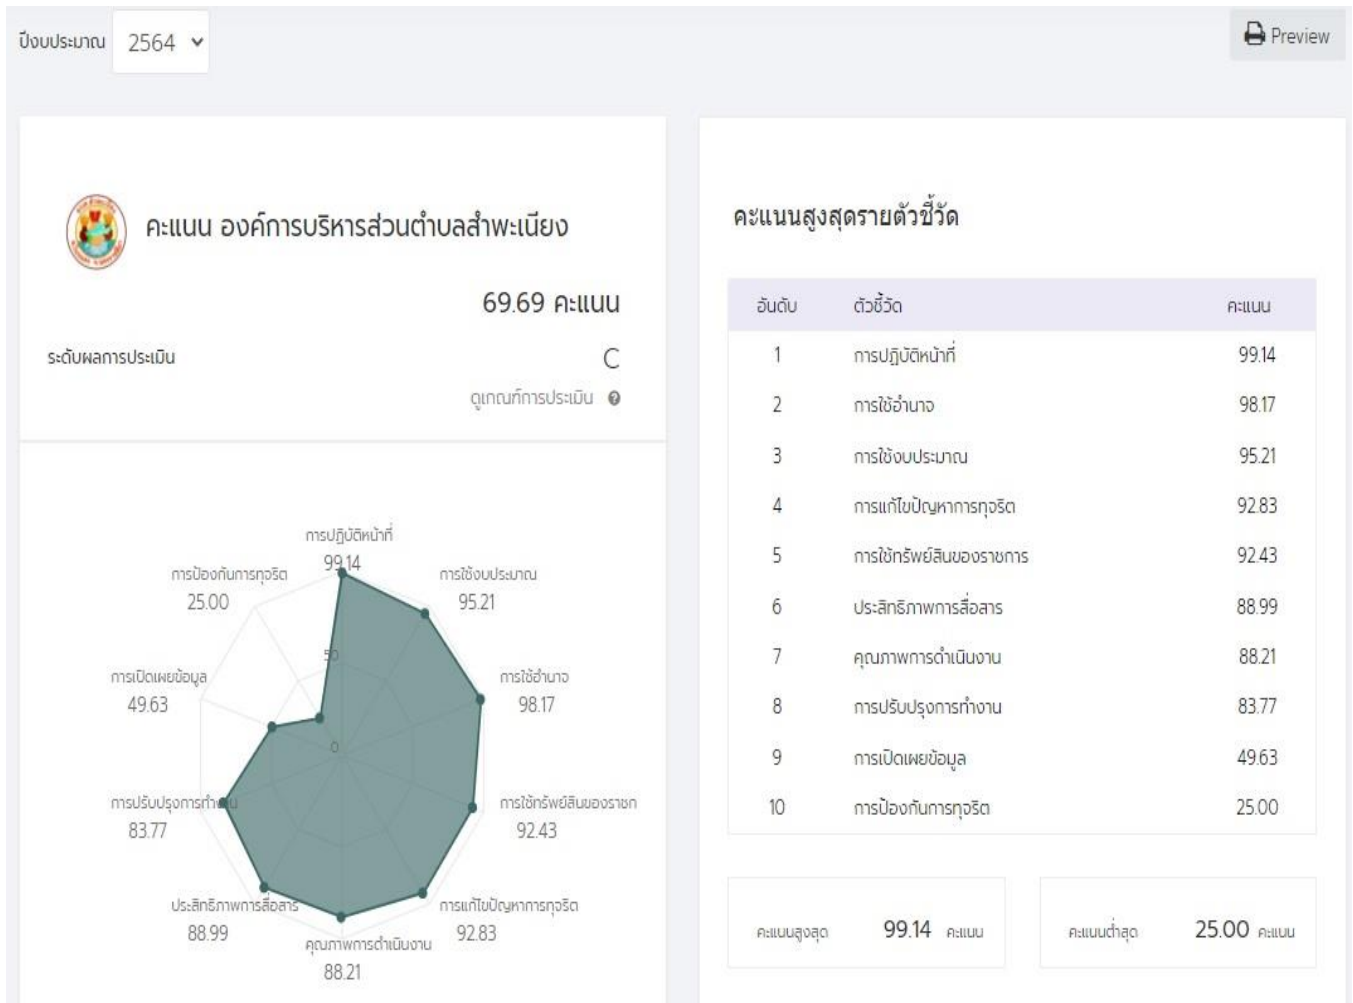 ปีงบประมาณ 2564
Preview
คะแนน องค์การบริหารส่วนตำบลสำพะเนียง
69.69 คะแนน
ระดับผลการประเมิน C
ดูเกณฑ์การประเมิน
การปฏิบัติหน้าที่
99.14
การป้องกันการทุจริต
25.00
การใช้งบประมาณ
95.21
50
การเปิดเผยข้อมูล
49.63
การใช้อำนาจ
98.17
0
การปรับปรุงการทำงาน
83.77
การใช้ทรัพย์สินของราชก
92.43
ประสิทธิภาพการสื่อสาร
88.99
การแก้ไขปัญหาการทุจริต
92.83
คุณภาพการดำเนินงาน
88.21
คะแนนสูงสุดรายตัวชี้วัด
อันดับ ตัวชี้วัด คะแนน
1 การปฏิบัติหน้าที่ 99.14
2 การใช้อำนาจ 98.17
3 การใช้งบประมาณ 95.21
4 การแก้ไขปัญหาการทุจริต 92.83
5 การใช้ทรัพย์สินของราชการ 92.43
6 ประสิทธิภาพการสื่อสาร 88.99
7 คุณภาพการดำเนินงาน 88.21
8 การปรับปรุงการทำงาน 83.77
9 การเปิดเผยข้อมูล 49.63
10 การป้องกันการทุจริต 25.00
คะแนนสูงสุด 99.14 คะแนน
คะแนนต่ำสุด 25.00 คะแนน